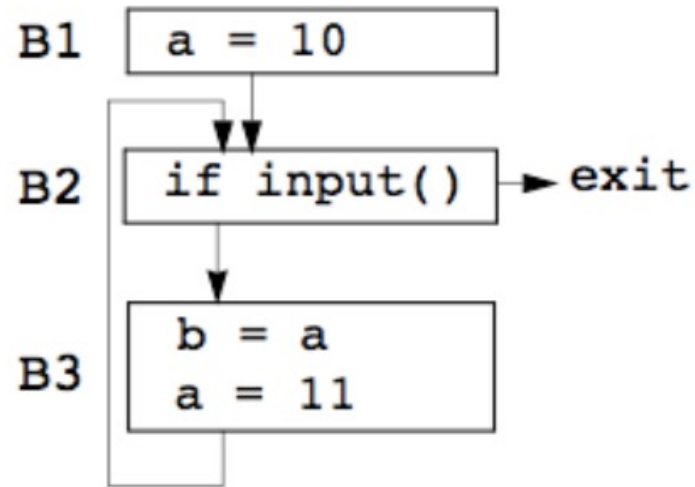 B1 a = 10
B2 if input() exit
b = a
B3
a = 11